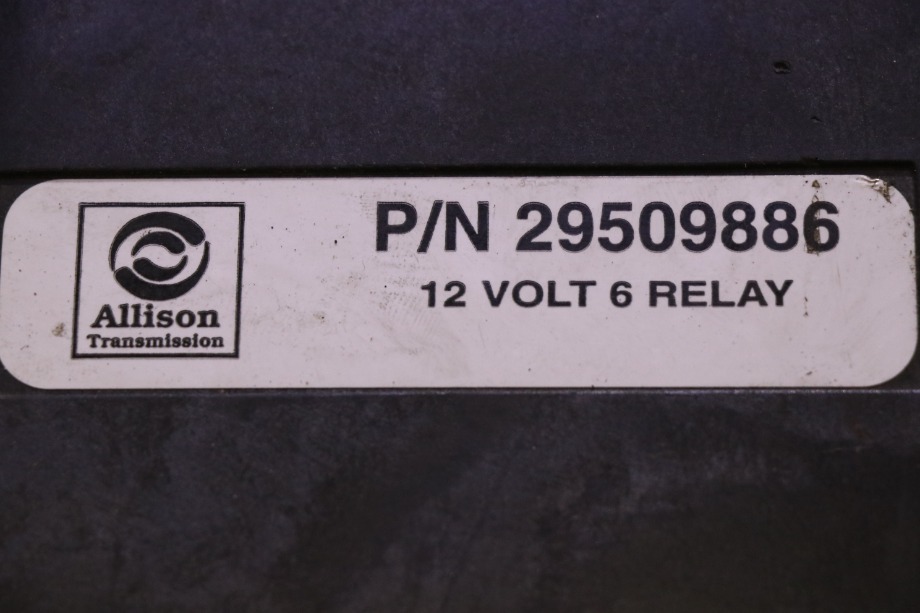 P/N 29509886
12 VOLT 6 RELAY
Allison
Transmission